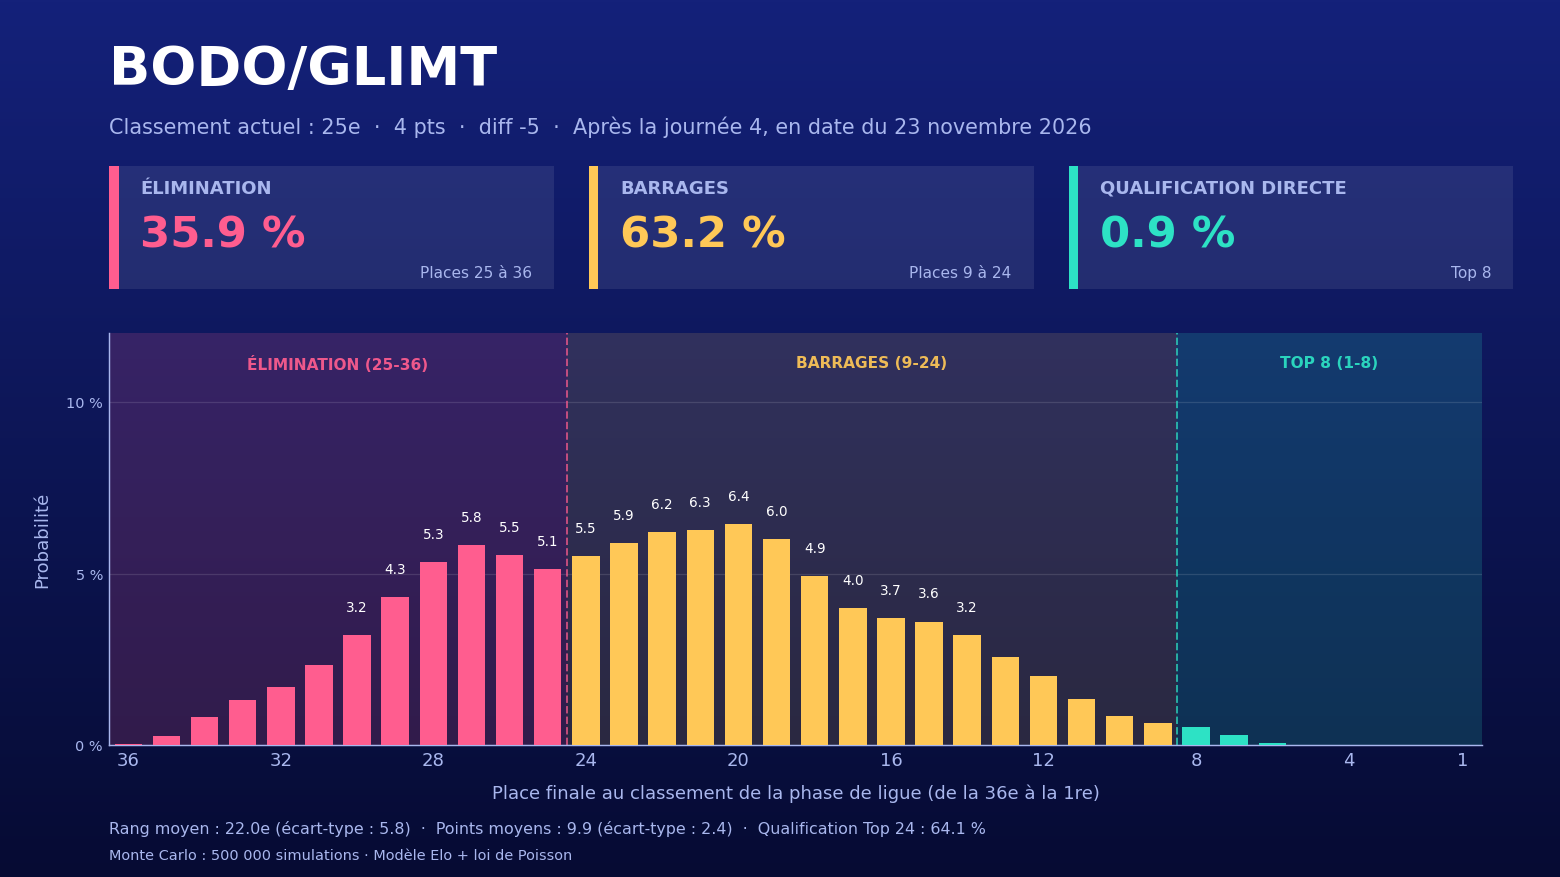 BODO/GLIMT
Classement actuel : 25e · 4 pts · diff -5 · Après la journée 4, en date du 23 novembre 2026
ÉLIMINATION
35.9 %
Places 25 à 36
BARRAGES
63.2 %
Places 9 à 24
QUALIFICATION DIRECTE
0.9 %
Top 8
ÉLIMINATION (25-36)
BARRAGES (9-24)
TOP 8 (1-8)
Probabilité
10 %
5 %
0 %
3.2
4.3
5.3
5.8
5.5
5.1
5.5
5.9
6.2
6.3
6.4
6.0
4.9
4.0
3.7
3.6
3.2
36 32 28 24 20 16 12 8 4 1
Place finale au classement de la phase de ligue (de la 36e à la 1re)
Rang moyen : 22.0e (écart-type : 5.8) · Points moyens : 9.9 (écart-type : 2.4) · Qualification Top 24 : 64.1 %
Monte Carlo : 500 000 simulations · Modèle Elo + loi de Poisson